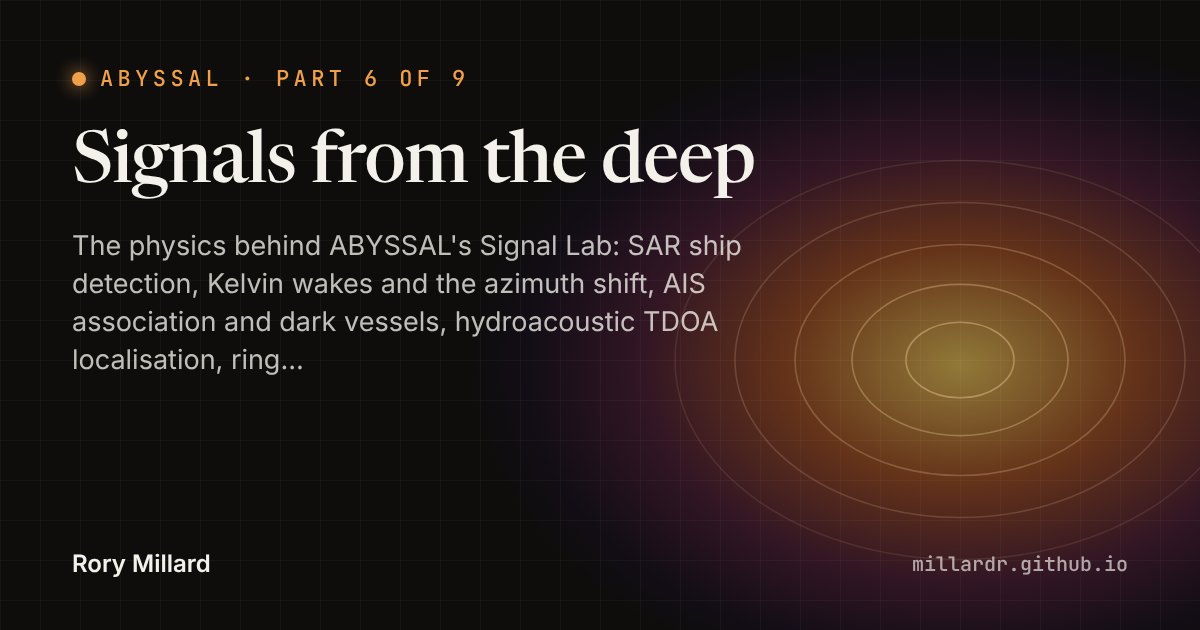 ABYSSAL · PART 6 OF 9
Signals from the deep
The physics behind ABYSSAL's Signal Lab: SAR ship
detection, Kelvin wakes and the azimuth shift, AIS
association and dark vessels, hydroacoustic TDOA
localisation, ring...
Rory Millard
millardr.github.io